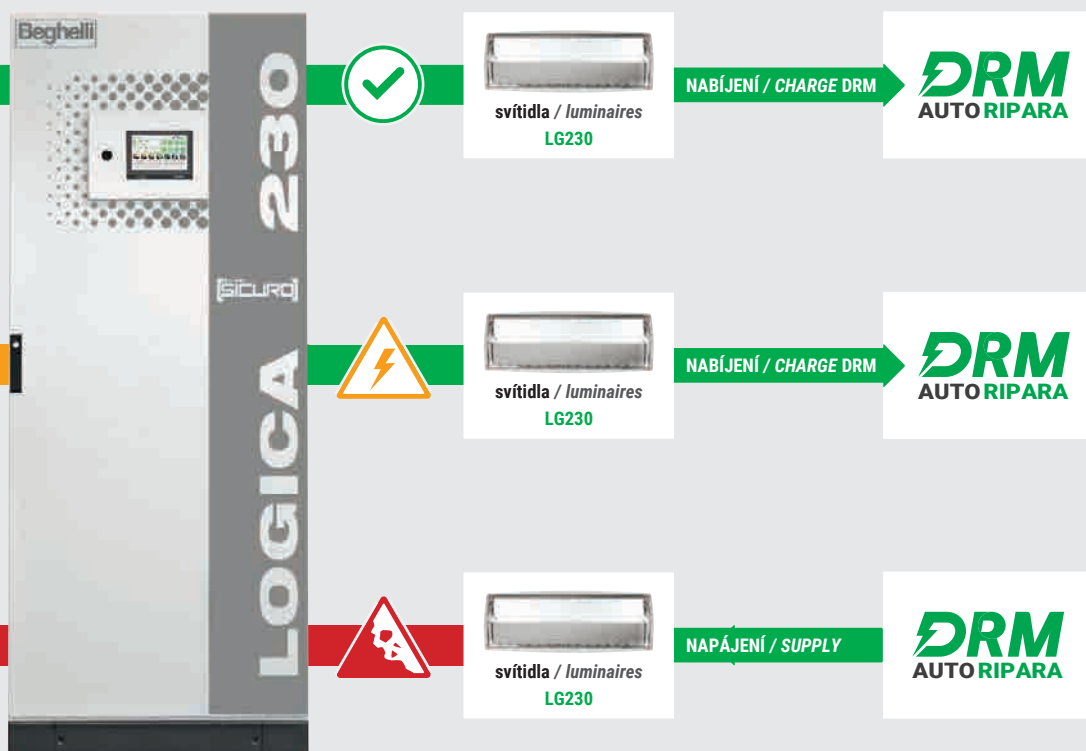 Beghelli
LOGICA 230
[SICURO]
svítidla / luminaires
LG230
NABÍJENÍ / CHARGE DRM
DRM
AUTO RIPARA
svítidla / luminaires
LG230
NABÍJENÍ / CHARGE DRM
DRM
AUTO RIPARA
svítidla / luminaires
LG230
NAPÁJENÍ / SUPPLY
DRM
AUTO RIPARA